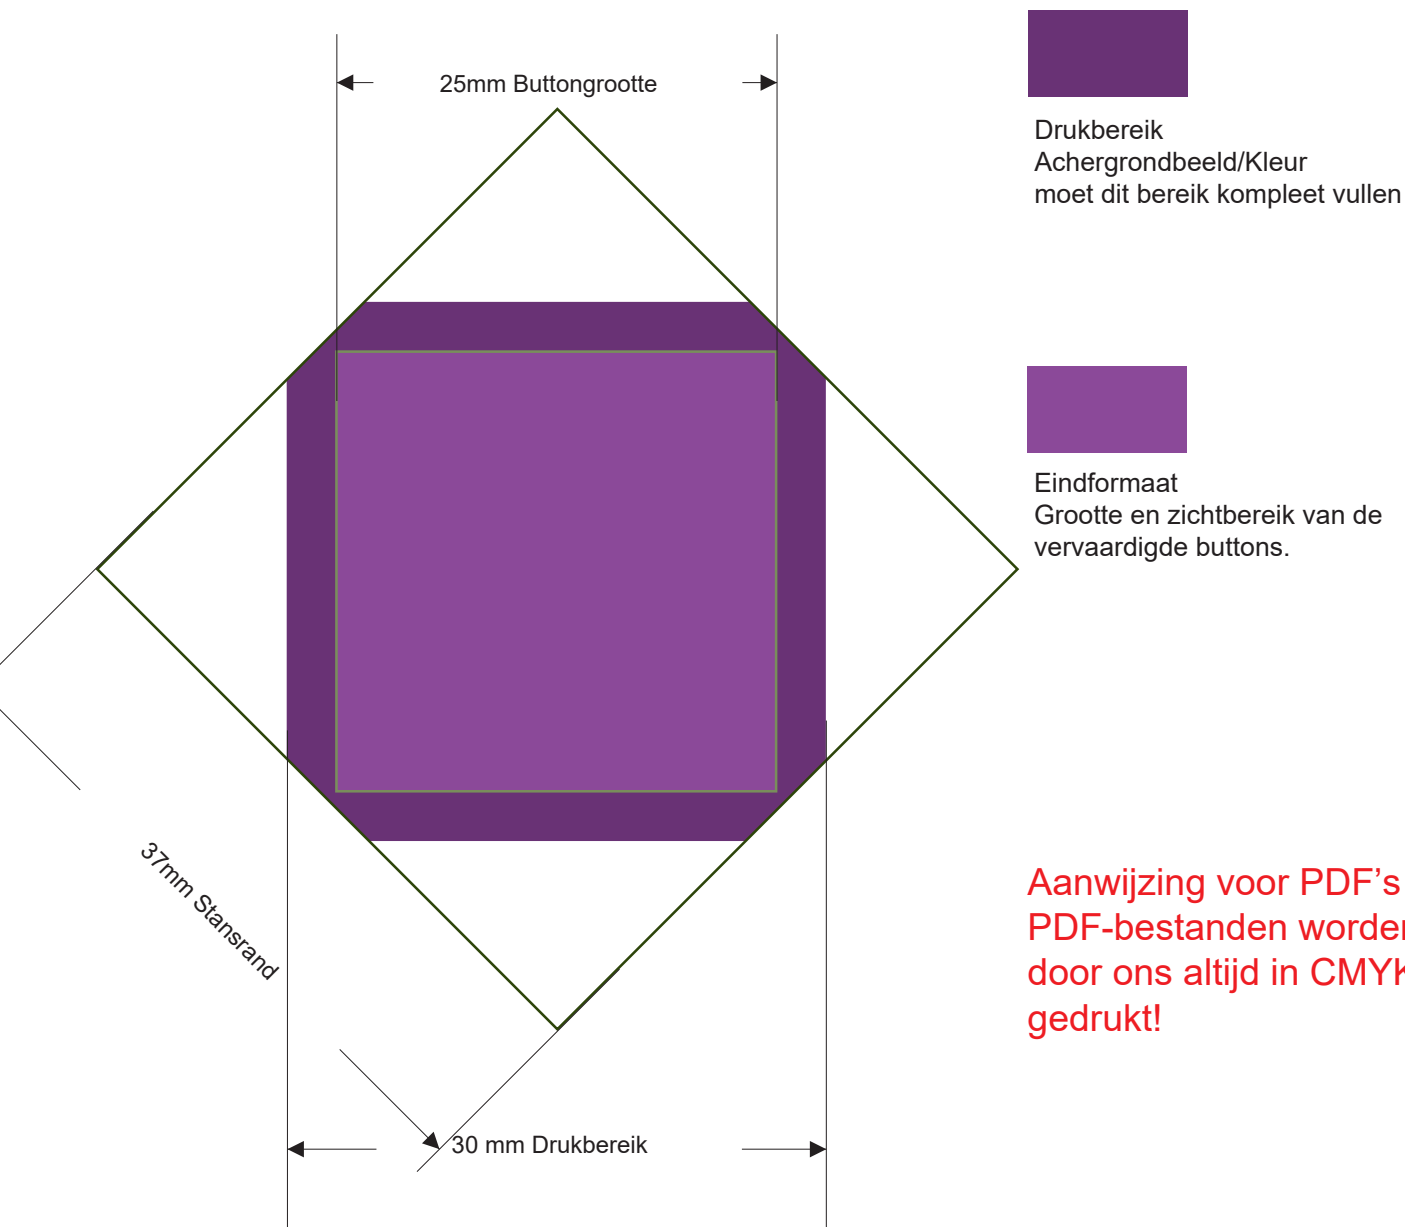 25mm Buttongrootte
Drukbereik
Achergrondbeeld/Kleur
moet dit bereik kompleet vullen
Eindformaat
Grootte en zichtbereik van de
vervaardigde buttons.
37mm Stansrand
Aanwijzing voor PDF’s
PDF-bestanden worden
door ons altijd in CMYK
gedrukt!
30 mm Drukbereik